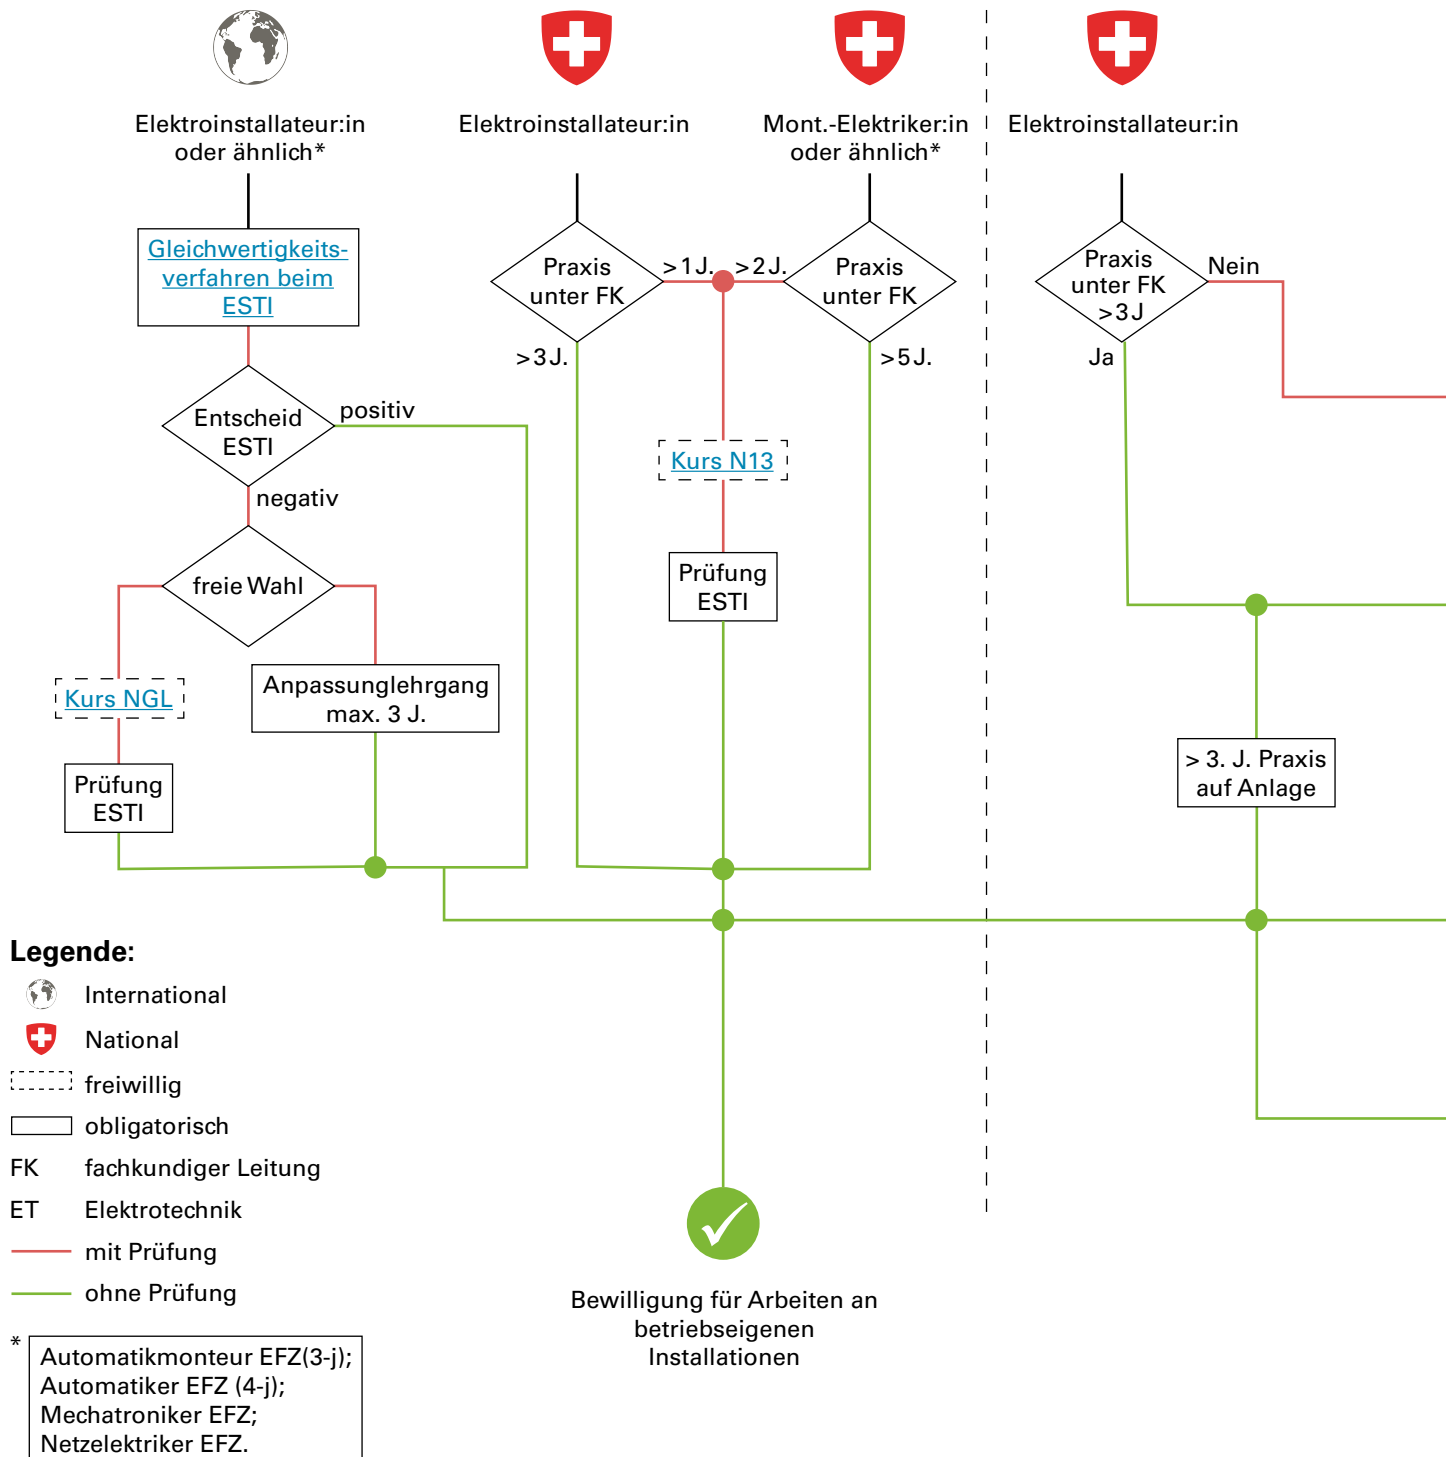 Elektroinstallateur:in
oder ähnlich*
Elektroinstallateur:in
Mont.-Elektriker:in
oder ähnlich*
Elektroinstallateur:in
Gleichwertigkeits-
verfahren beim
ESTI
Praxis
unter FK
>1 J.
>2 J.
Praxis
unter FK
Praxis
unter FK
>3 J
Nein
>3 J.
>5 J.
Ja
Entscheid
ESTI
positiv
negativ
Kurs N13
freie Wahl
Prüfung
ESTI
Kurs NGL
Anpassunglehrgang
max. 3 J.
Prüfung
ESTI
> 3. J. Praxis
auf Anlage
Legende:
International
National
freiwillig
obligatorisch
FK fachkundiger Leitung
ET Elektrotechnik
mit Prüfung
ohne Prüfung
Bewilligung für Arbeiten an
betriebseigenen
Installationen
* Automatikmonteur EFZ(3-j);
Automatiker EFZ (4-j);
Mechatroniker EFZ;
Netzelektriker EFZ.